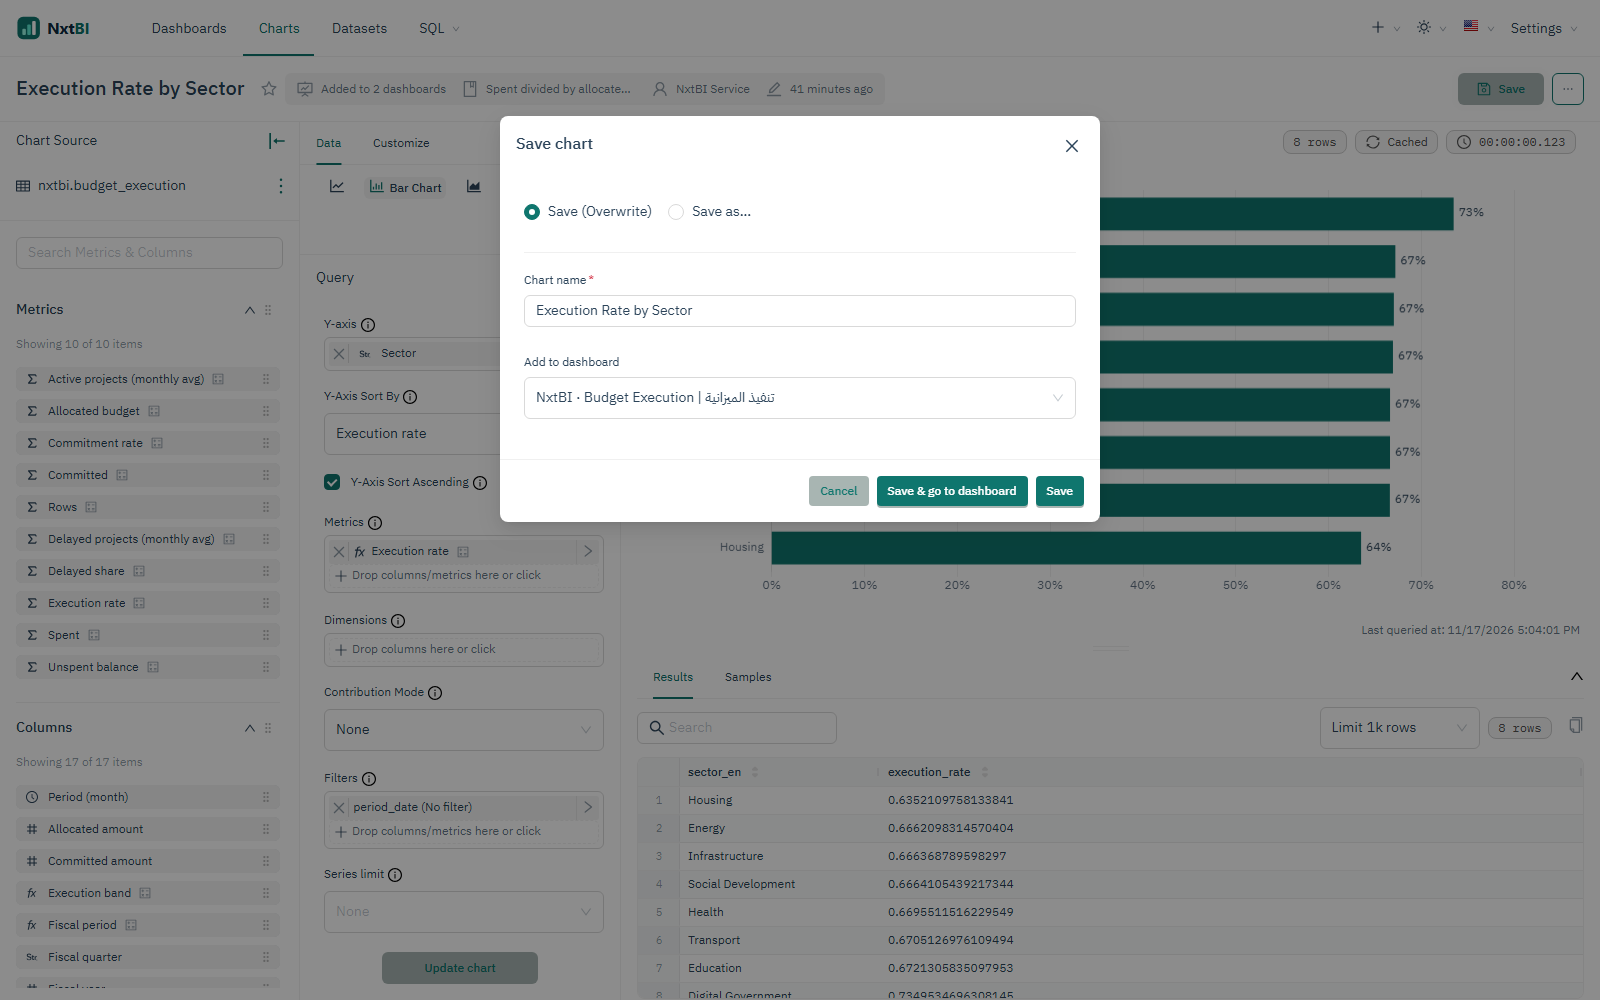 NxtBI
Dashboards
Charts
Datasets
SQL
Settings
Execution Rate by Sector
Added to 2 dashboards
Spent divided by allocate...
NxtBI Service
41 minutes ago
Save
Chart Source
nxtbi.budget_execution
Search Metrics & Columns
Metrics
Showing 10 of 10 items
Active projects (monthly avg)
Allocated budget
Commitment rate
Committed
Rows
Delayed projects (monthly avg)
Delayed share
Execution rate
Spent
Unspent balance
Columns
Showing 17 of 17 items
Period (month)
Allocated amount
Committed amount
Execution band
Fiscal period
Str Fiscal quarter
Data
Customize
Bar Chart
Query
Y-axis
Str Sector
Y-Axis Sort By
Execution rate
Y-Axis Sort Ascending
Metrics
fx Execution rate
Drop columns/metrics here or click
Dimensions
Drop columns here or click
Contribution Mode
None
Filters
period_date (No filter)
Drop columns/metrics here or click
Series limit
None
Update chart
Save chart
Save (Overwrite)
Save as...
Chart name *
Execution Rate by Sector
Add to dashboard
NxtBI · Budget Execution | تنفيذ الميزانية
Cancel
Save & go to dashboard
Save
8 rows
Cached
00:00:00.123
73%
67%
67%
67%
67%
67%
67%
Housing
64%
0% 10% 20% 30% 40% 50% 60% 70% 80%
Last queried at: 11/17/2026 5:04:01 PM
Results
Samples
Search
Limit 1k rows
8 rows
sector_en execution_rate
1 Housing 0.6352109758133841
2 Energy 0.6662098314570404
3 Infrastructure 0.666368789598297
4 Social Development 0.6664105439217344
5 Health 0.6695511516229549
6 Transport 0.6705126976109494
7 Education 0.6721305835097953
8 Digital Government 0.7349534696308145